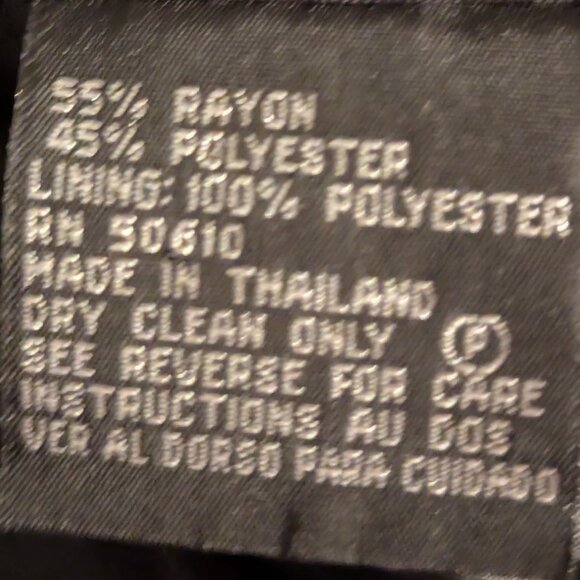 55% RAYON
45% POLYESTER
LINING: 100% POLYESTER
RN 50610
MADE IN THAILAND
DRY CLEAN ONLY Ⓟ
SEE REVERSE FOR CARE
INSTRUCTIONS AU DOS
VER AL DORSO PARA CUIDADO